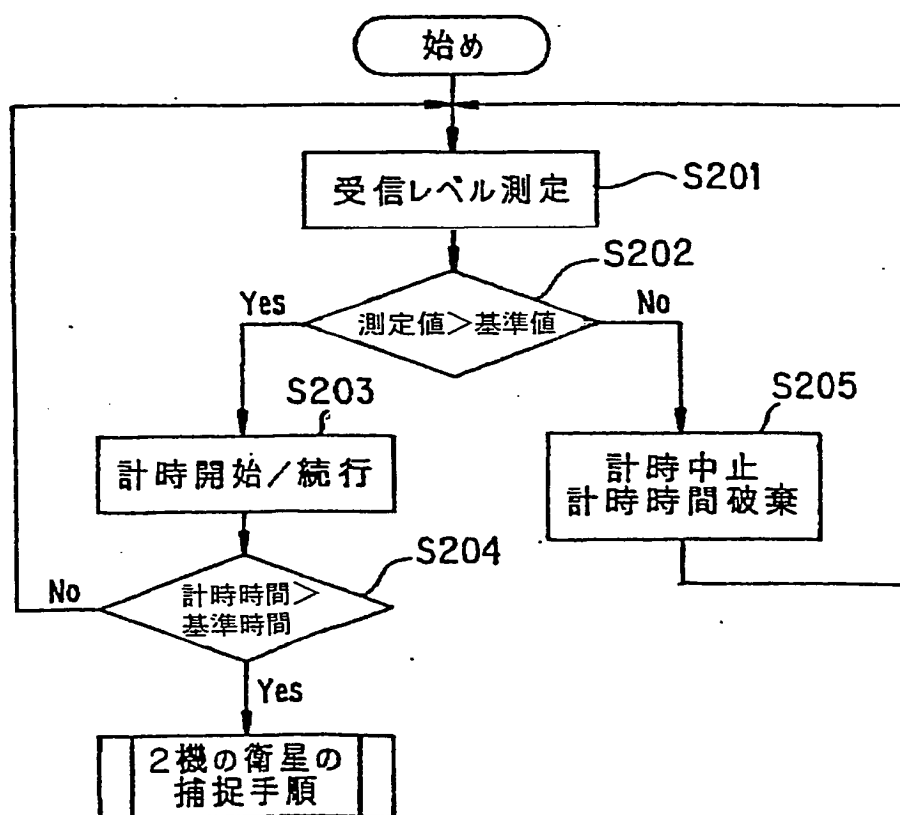 始め
受信レベル測定
S201
S202
Yes
測定値>基準値
No
S203
S205
計時開始/続行
計時中止
計時時間破棄
S204
No
計時時間>
基準時間
Yes
2機の衛星の
捕捉手順